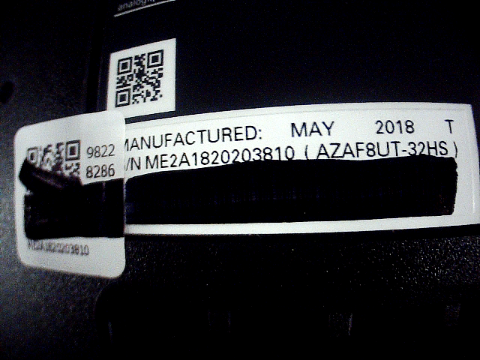 MANUFACTURED: MAY 2018 T
/N ME2A1820203810 ( AZAF8UT-32HS )
9822
8286